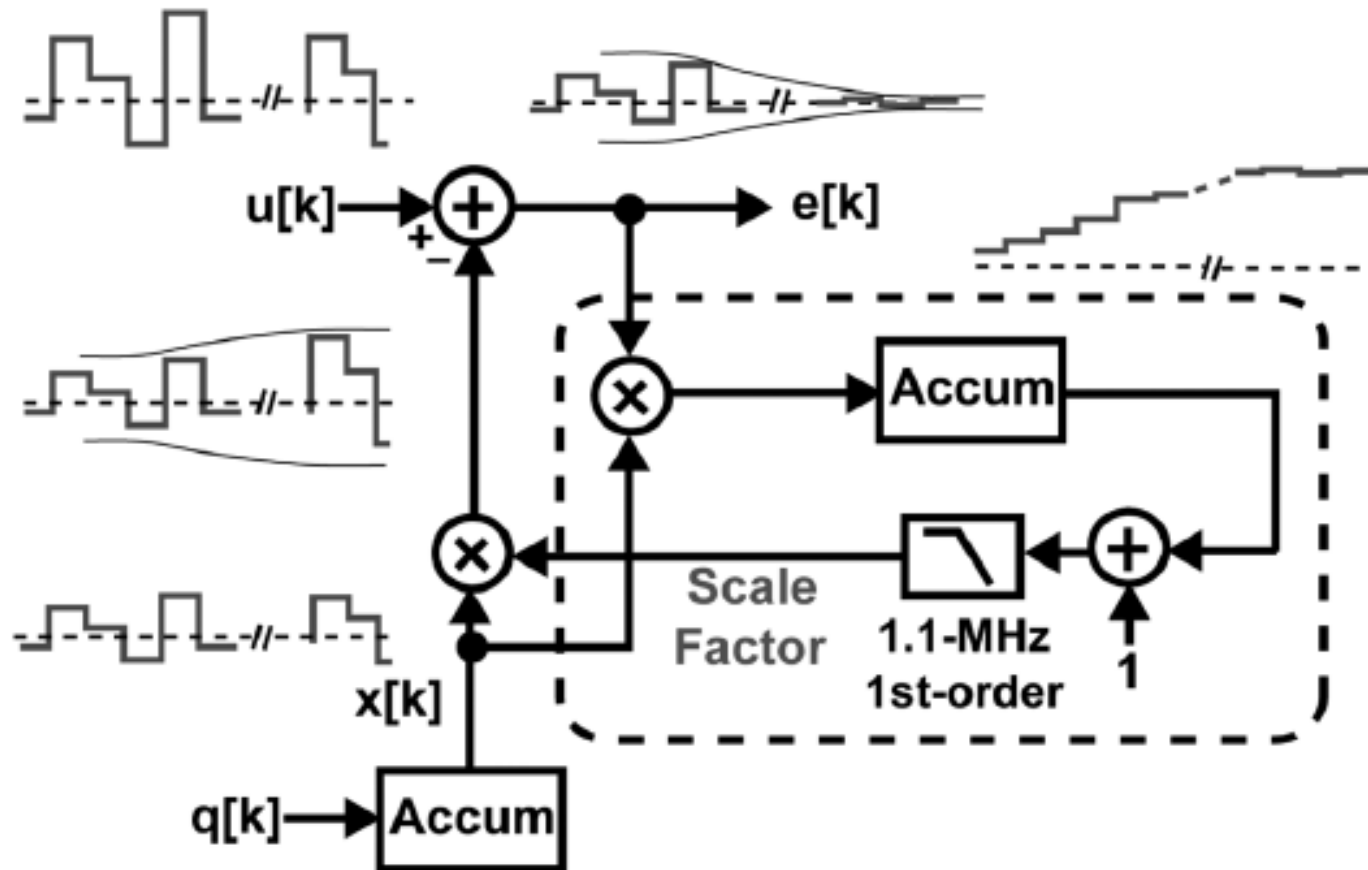 u[k]
+
e[k]
+
−
×
Accum
×
+
Scale
Factor
1.1-MHz
1st-order
1
x[k]
q[k]
Accum